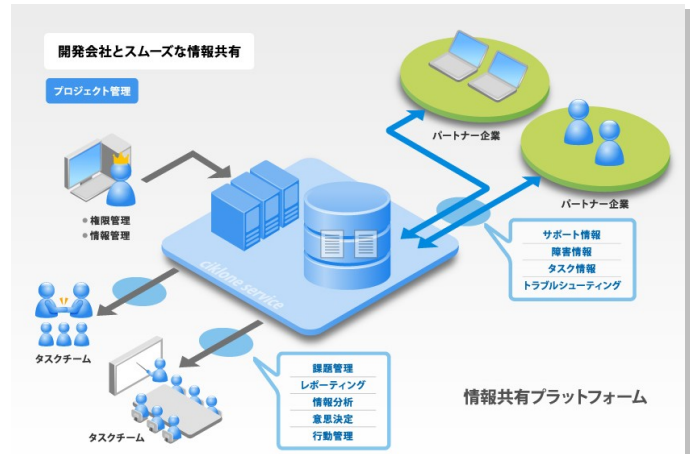 開発会社とスムーズな情報共有
プロジェクト管理
パートナー企業
パートナー企業
●権限管理
●情報管理
サポート情報
障害情報
タスク情報
トラブルシューティング
ciklone service
タスクチーム
課題管理
レポーティング
情報分析
意思決定
行動管理
タスクチーム
情報共有プラットフォーム